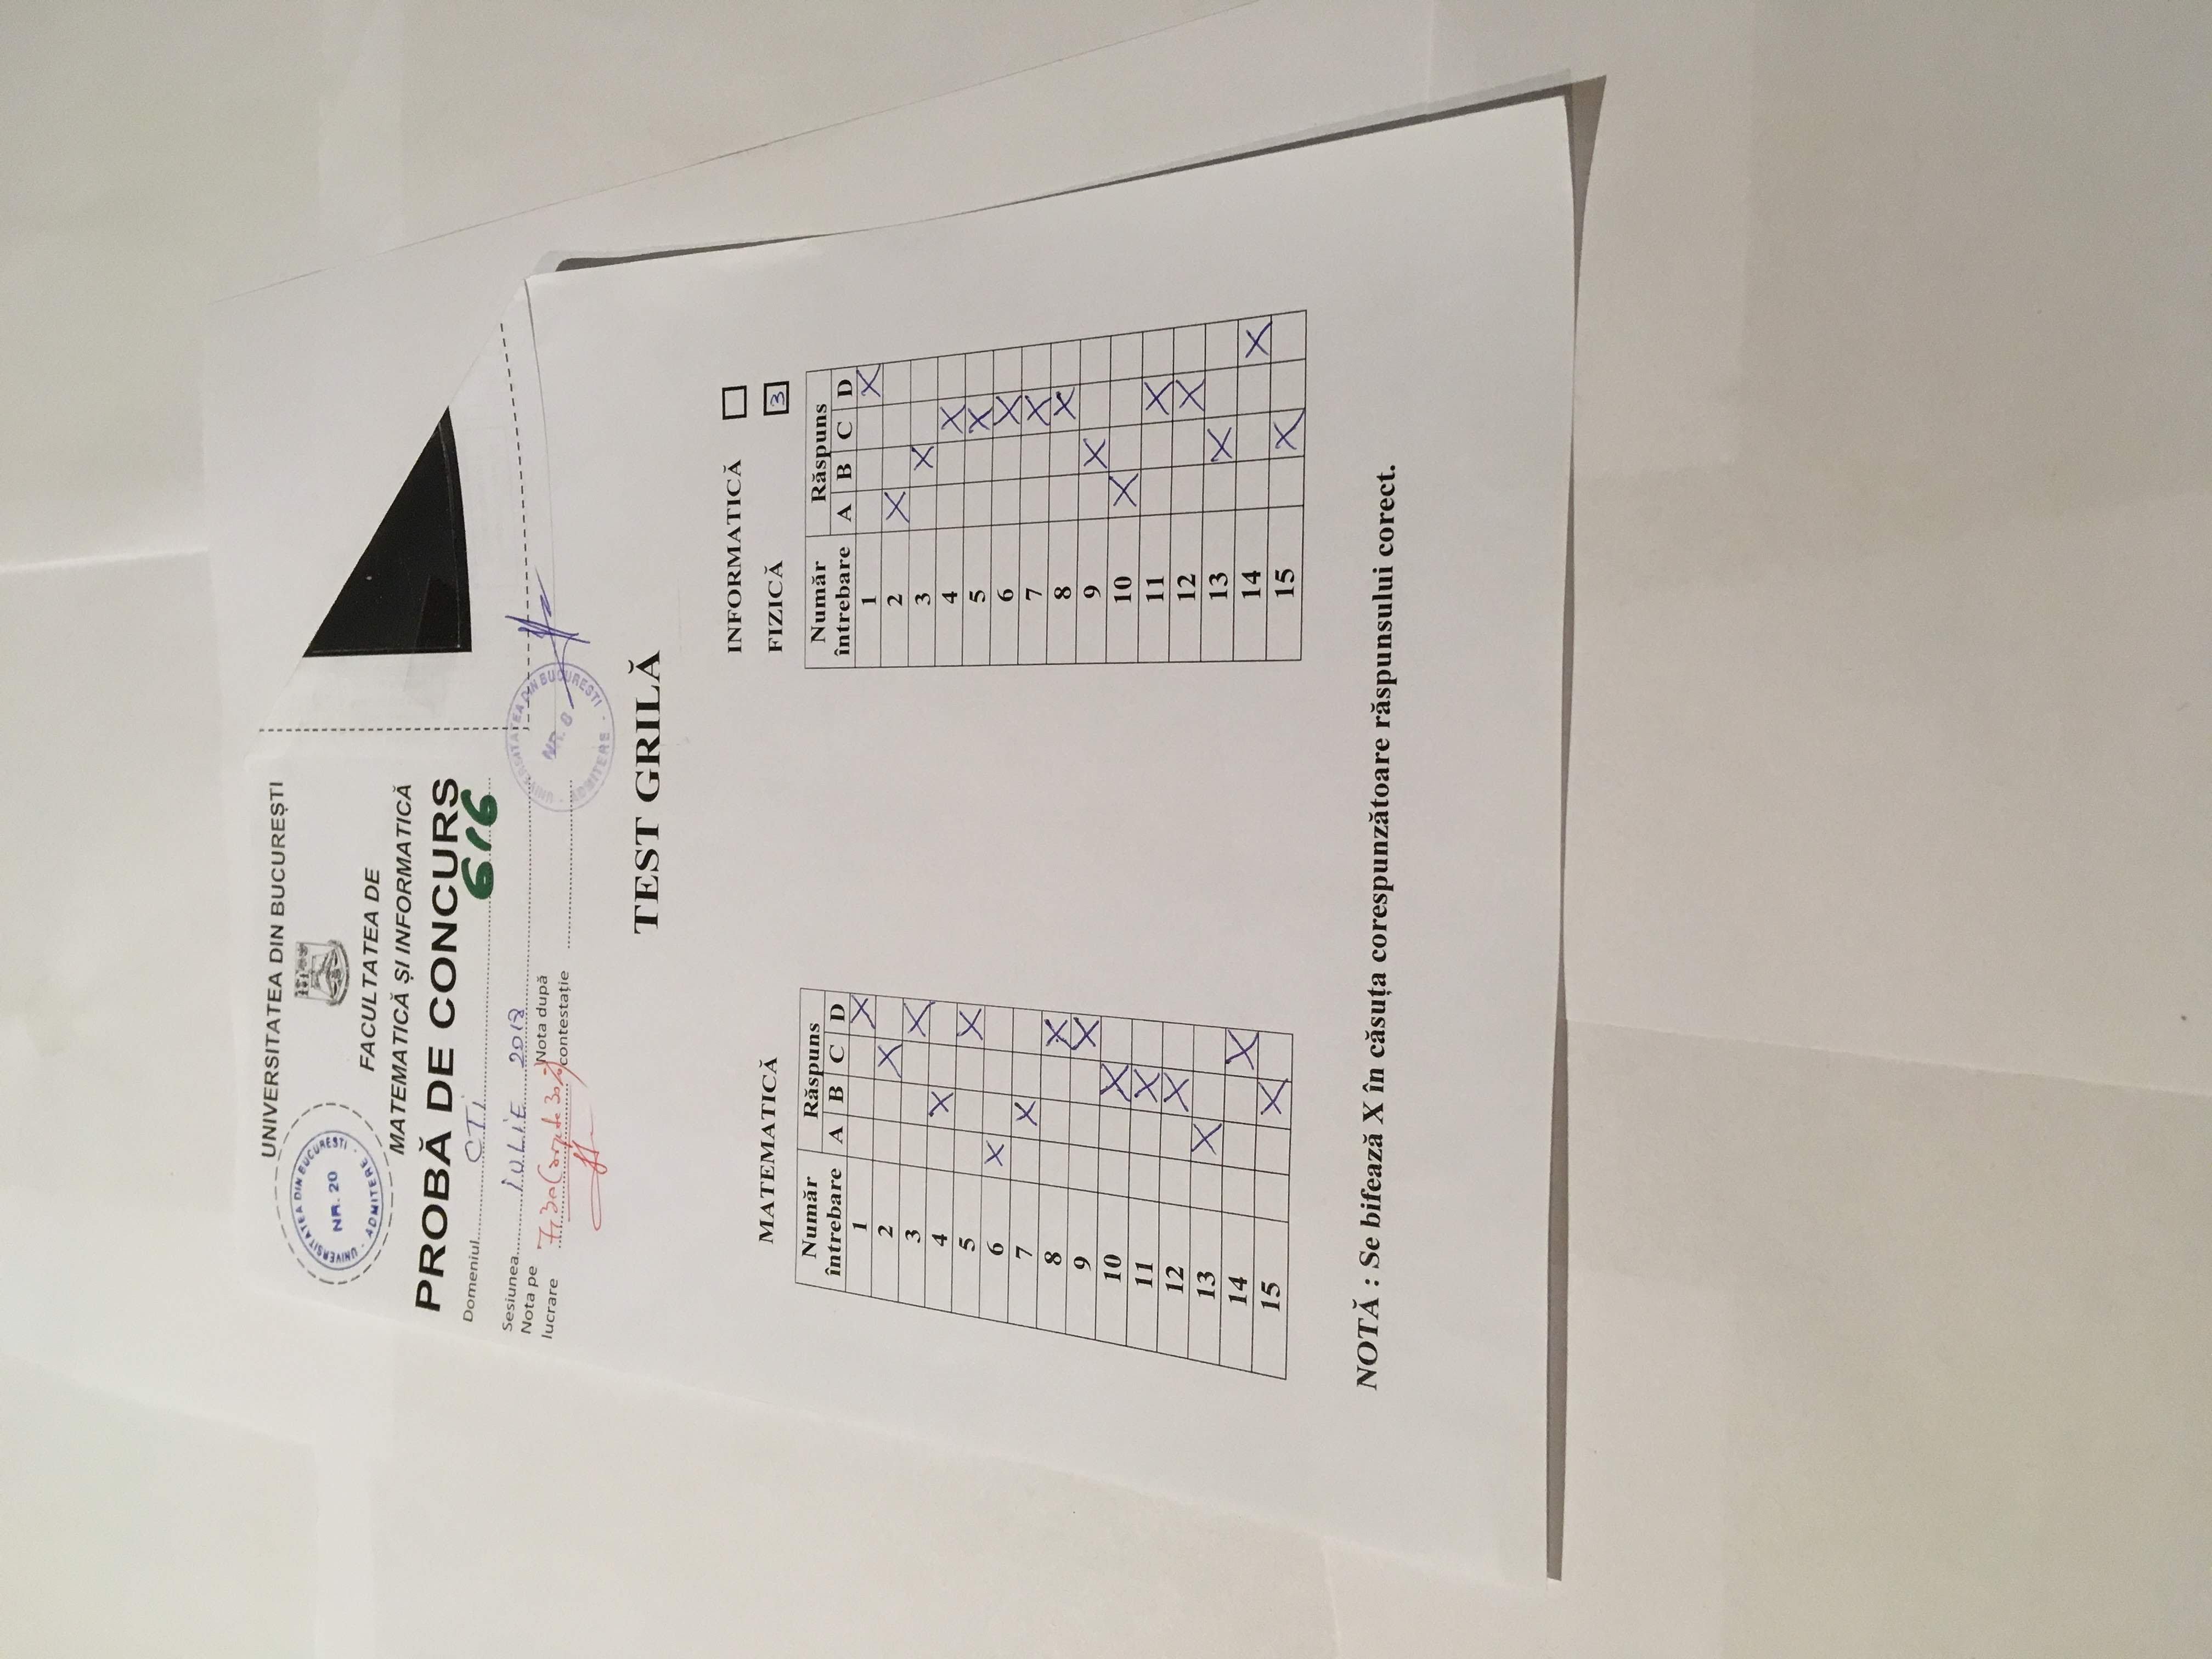 UNIVERSITATEA DIN BUCUREȘTI
UNIVERSITATEA DIN BUCUREȘTI
NR. 20
- ADMITERE -
FACULTATEA DE
MATEMATICĂ ȘI INFORMATICĂ
PROBĂ DE CONCURS
Domeniul.......... CTi 616
Sesiunea.......... iULiE 2018
Nota pe lucrare 7,30 Nota după contestație
UNIVERSITATEA DIN BUCUREȘTI
NR. 8
ADMITERE -
TEST GRILĂ
MATEMATICĂ
Număr întrebare Răspuns
A B C D
1 X
2 X
3 X
4 X
5 X
6 X
7 X
8 X
9 X
10 X
11 X
12 X
13 X
14 X
15 X
INFORMATICĂ
FIZICĂ 3
Număr întrebare Răspuns
A B C D
1 X
2 X
3 X
4 X
5 X
6 X
7 X
8 X
9 X
10 X
11 X
12 X
13 X
14 X
15 X
NOTĂ : Se bifează X în căsuța corespunzătoare răspunsului corect.